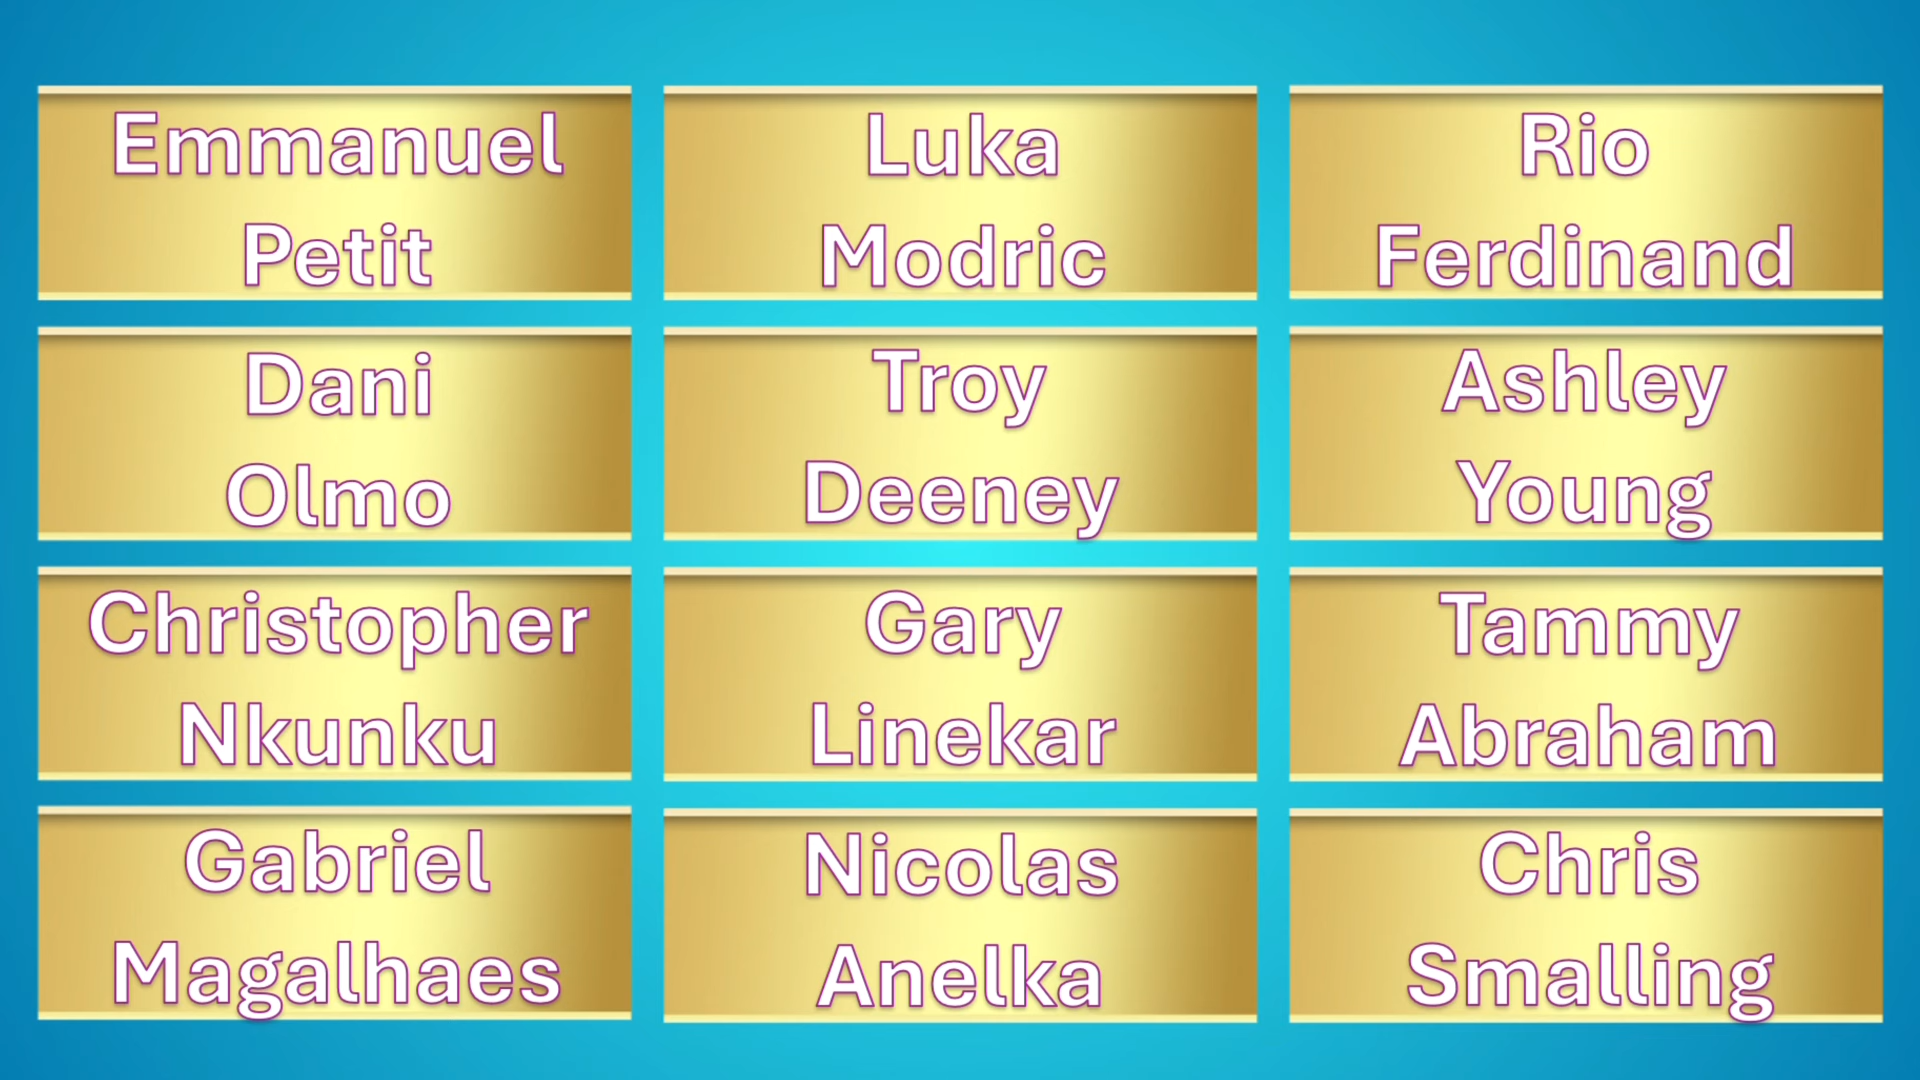 Emmanuel
Petit
Luka
Modric
Rio
Ferdinand
Dani
Olmo
Troy
Deeney
Ashley
Young
Christopher
Nkunku
Gary
Linekar
Tammy
Abraham
Gabriel
Magalhaes
Nicolas
Anelka
Chris
Smalling